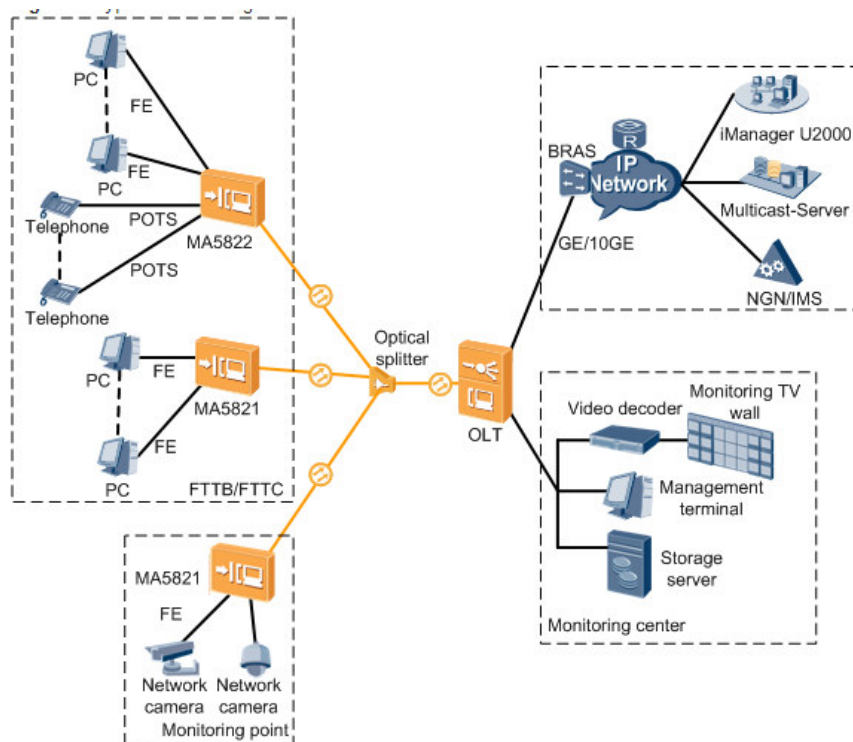 PC
FE
PC
FE
Telephone
POTS
MA5822
POTS
Telephone
PC
FE
MA5821
FE
PC
FTTB/FTTC
MA5821
FE
Network
camera
Network
camera
Monitoring point
Optical
splitter
OLT
BRAS
R
IP
Network
GE/10GE
iManager U2000
Multicast-Server
NGN/IMS
Video decoder
Monitoring TV
wall
Management
terminal
Storage
server
Monitoring center